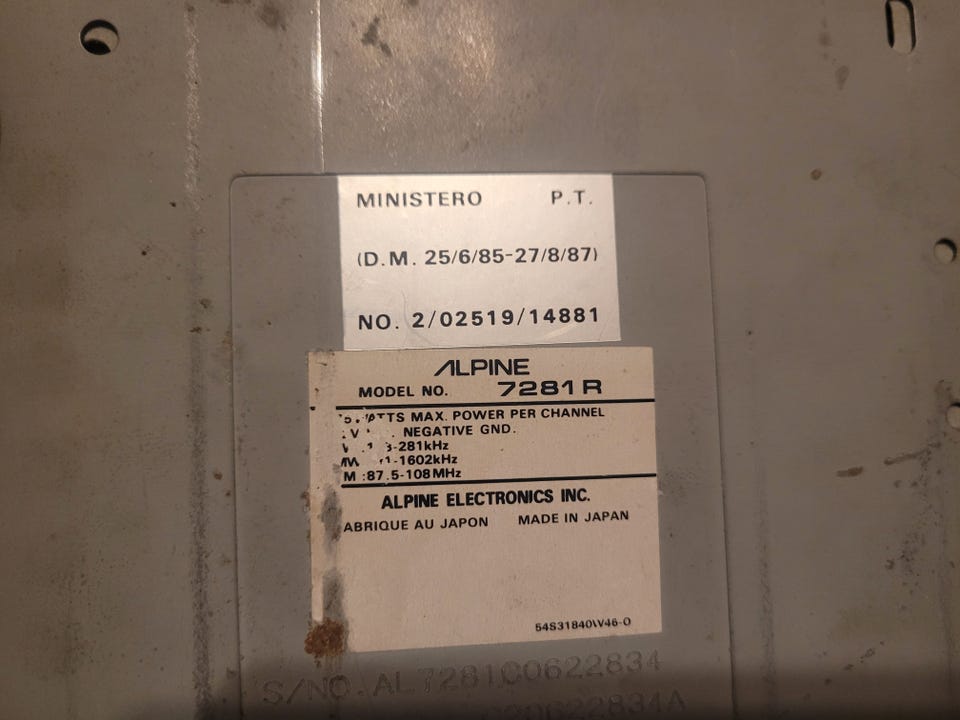 MINISTERO P.T.
(D.M. 25/6/85-27/8/87)
NO. 2/02519/14881
ALPINE
MODEL NO. 7281R
MAX. POWER PER CHANNEL
NEGATIVE GND.
-281kHz
-1602kHz
M :87.5-108MHz
ALPINE ELECTRONICS INC.
ABRIQUE AU JAPON MADE IN JAPAN
54S31840W46-0
S/NO. AL728100622834